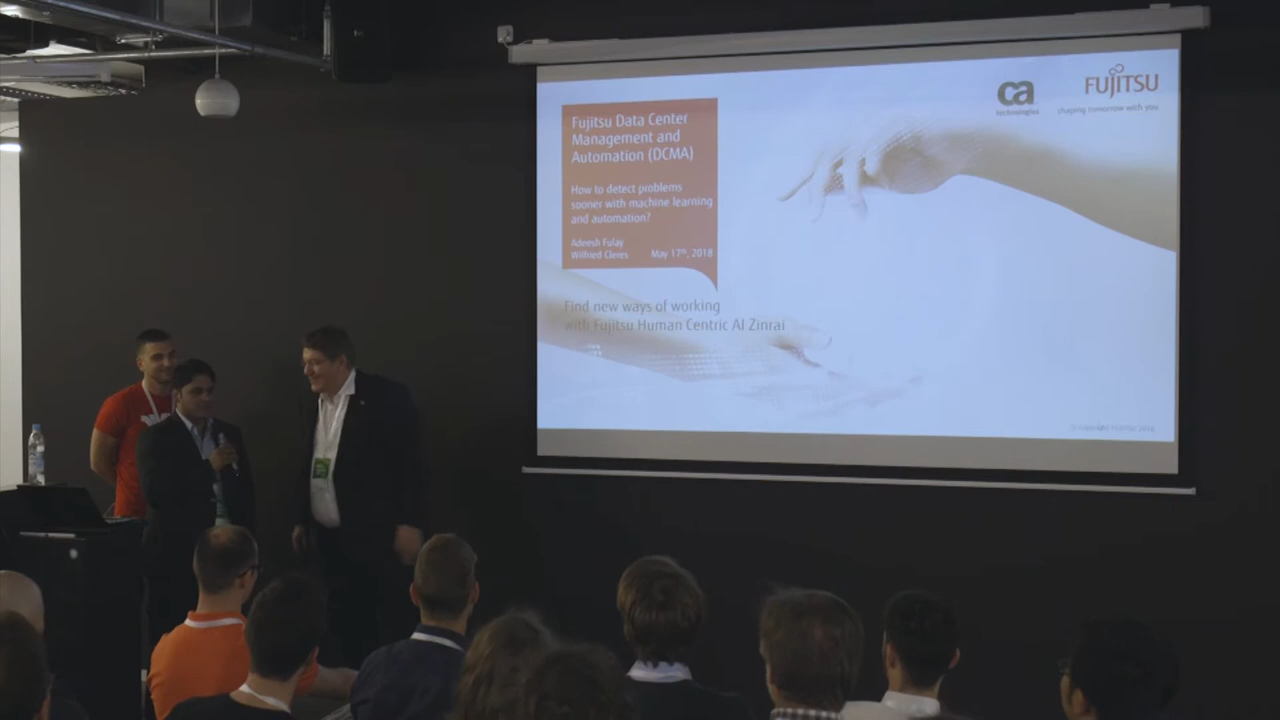 Fujitsu Data Center
Management and
Automation (DCMA)
How to detect problems
sooner with machine learning
and automation?
Adeesh Fulay
Wilfried Cleres May 17th, 2018
Find new ways of working
with Fujitsu Human Centric AI Zinrai
ca
technologies
FUJITSU
shaping tomorrow with you